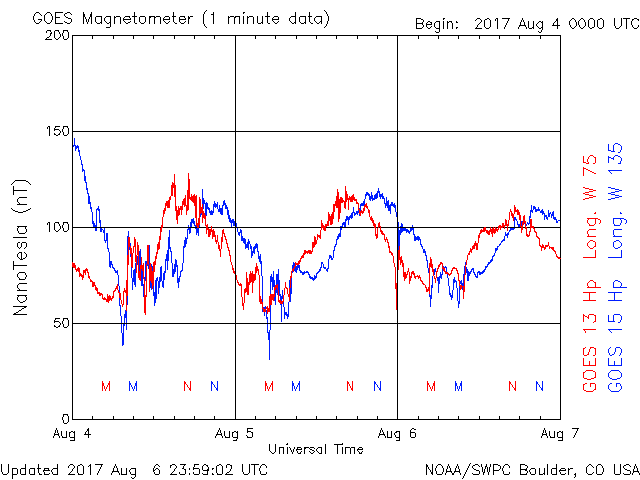 GOES Magnetometer (1 minute data)
Begin: 2017 Aug 4 0000 UTC
200
150
100
50
0
NanoTesla (nT)
M M N N M M N N M M N N
Aug 4 Aug 5 Aug 6 Aug 7
Universal Time
GOES 13 Hp Long. W 75
GOES 15 Hp Long. W 135
Updated 2017 Aug 6 23:59:02 UTC
NOAA/SWPC Boulder, CO USA